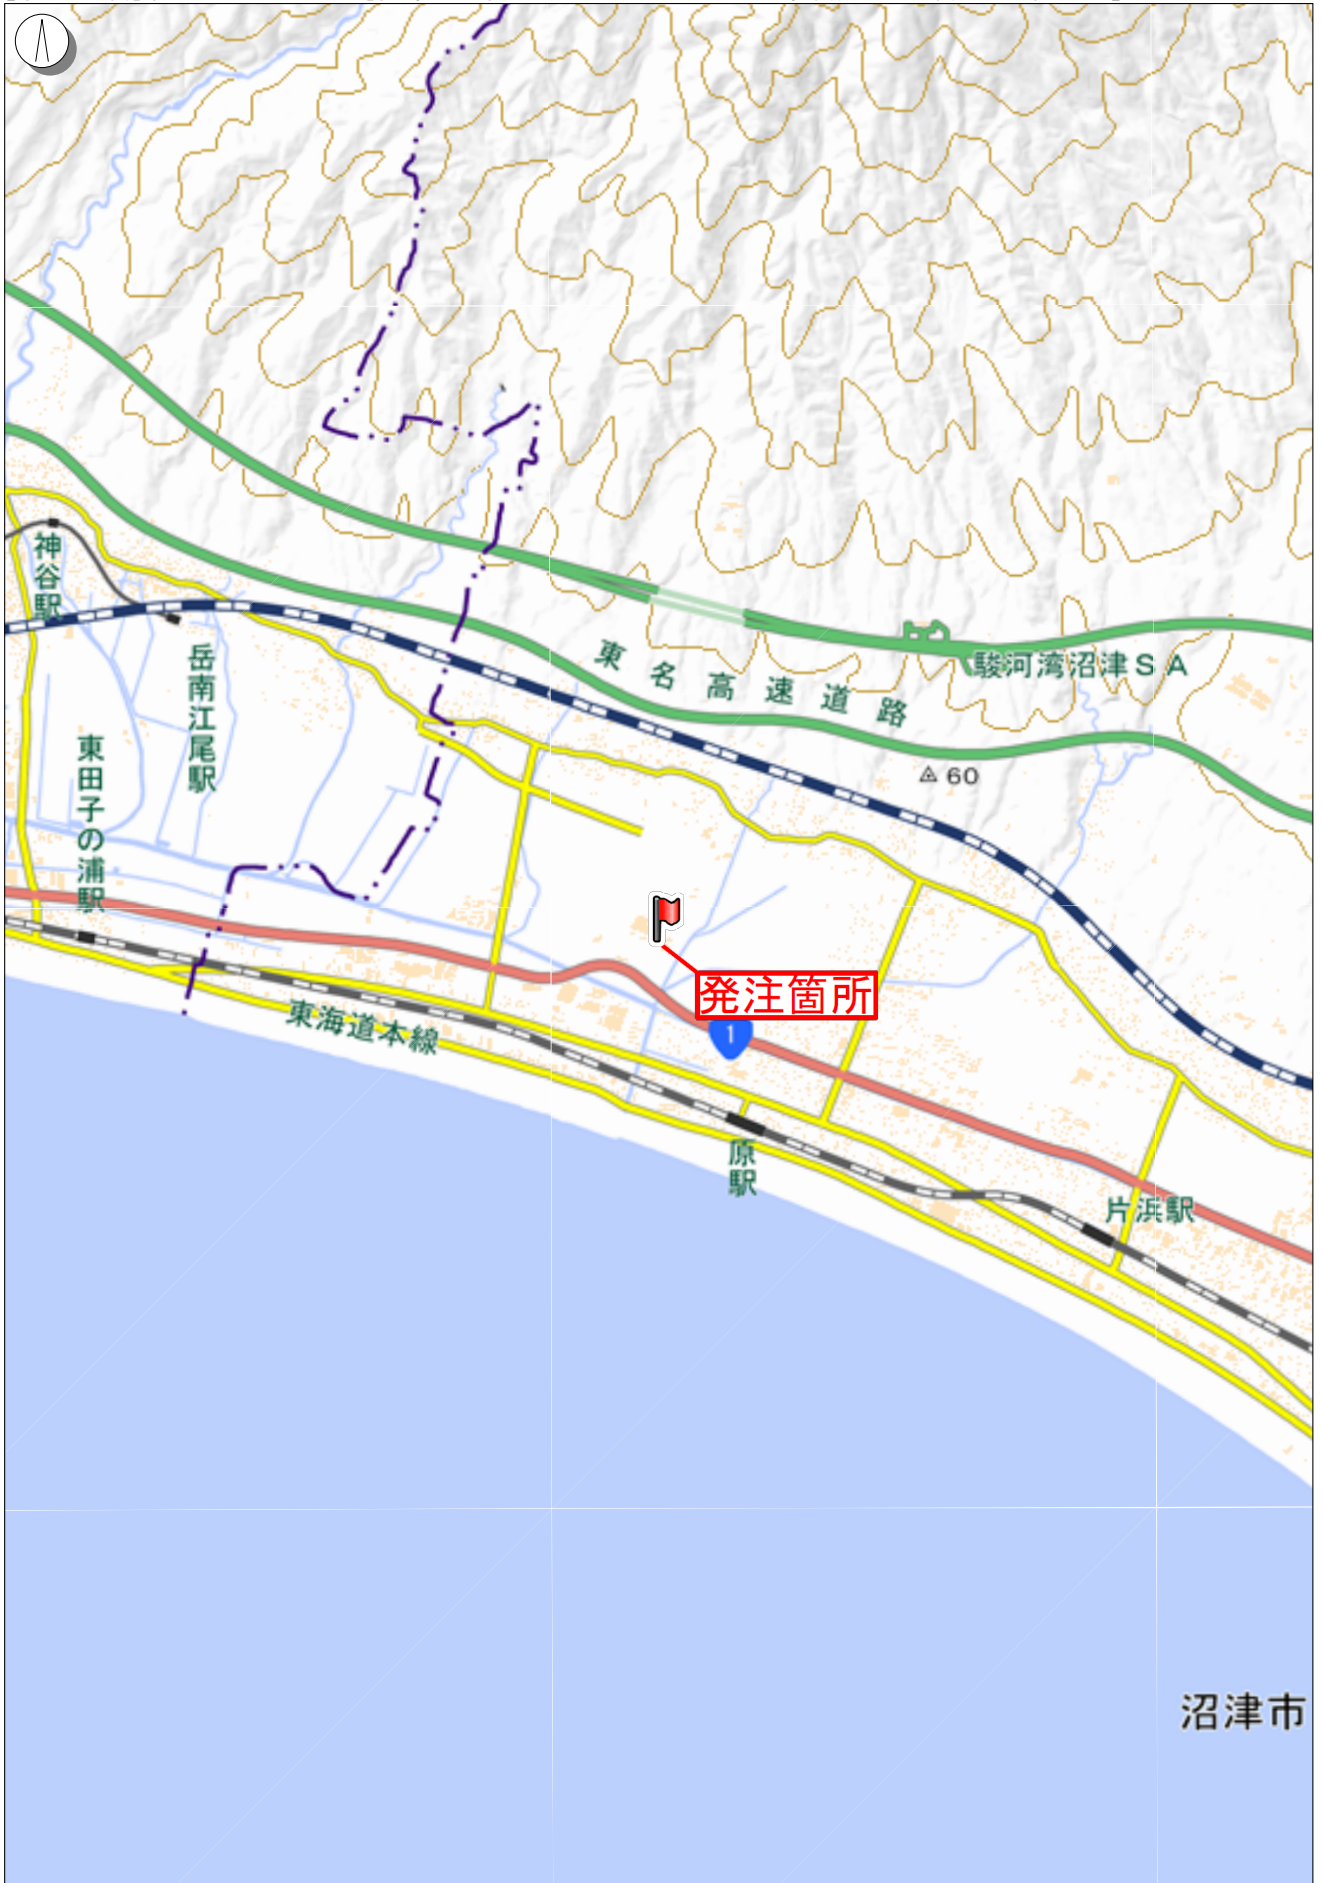 神谷駅
岳南江尾駅
東名高速道路
駿河湾沼津ＳＡ
東田子の浦駅
60
発注箇所
1
東海道本線
原駅
片浜駅
沼津市